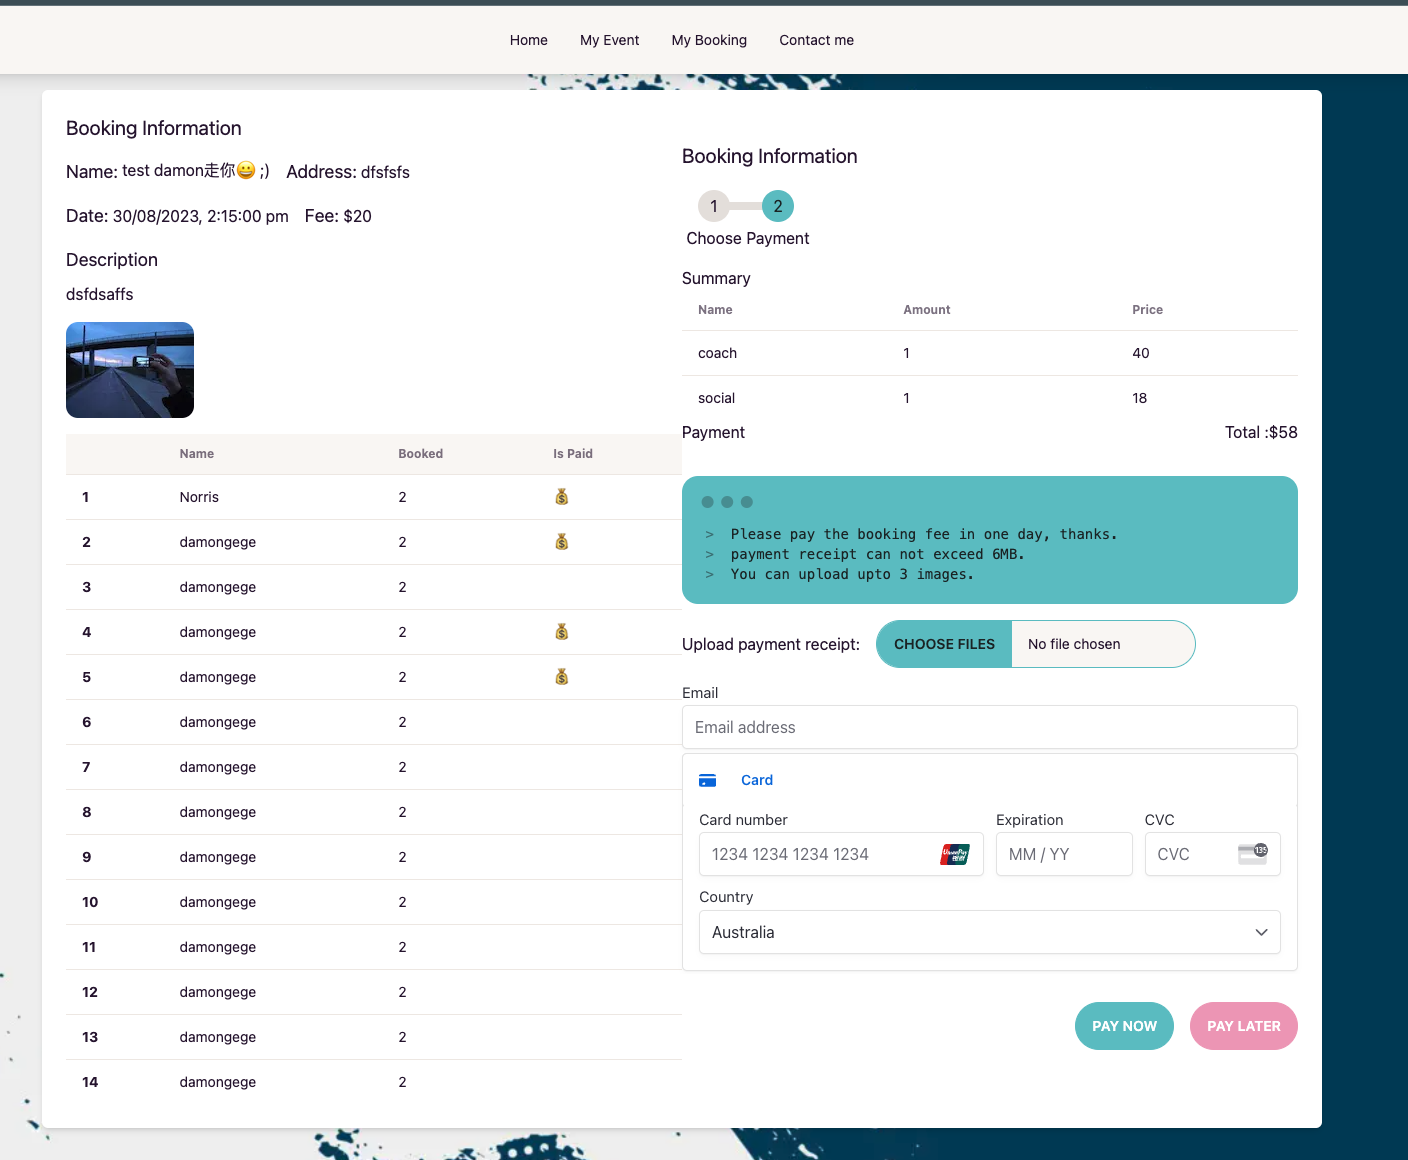 Home My Event My Booking Contact me
Booking Information
Name: test damon走你😀 ;) Address: dfsfsfs
Date: 30/08/2023, 2:15:00 pm Fee: $20
Description
dsfdsaffs
Name Booked Is Paid
1 Norris 2 💰
2 damongege 2 💰
3 damongege 2
4 damongege 2 💰
5 damongege 2 💰
6 damongege 2
7 damongege 2
8 damongege 2
9 damongege 2
10 damongege 2
11 damongege 2
12 damongege 2
13 damongege 2
14 damongege 2
Booking Information
1 2
Choose Payment
Summary
Name Amount Price
coach 1 40
social 1 18
Payment Total :$58
> Please pay the booking fee in one day, thanks.
> payment receipt can not exceed 6MB.
> You can upload upto 3 images.
Upload payment receipt: CHOOSE FILES No file chosen
Email
Email address
Card
Card number Expiration CVC
1234 1234 1234 1234 UnionPay 银联 MM / YY CVC 135
Country
Australia
PAY NOW PAY LATER